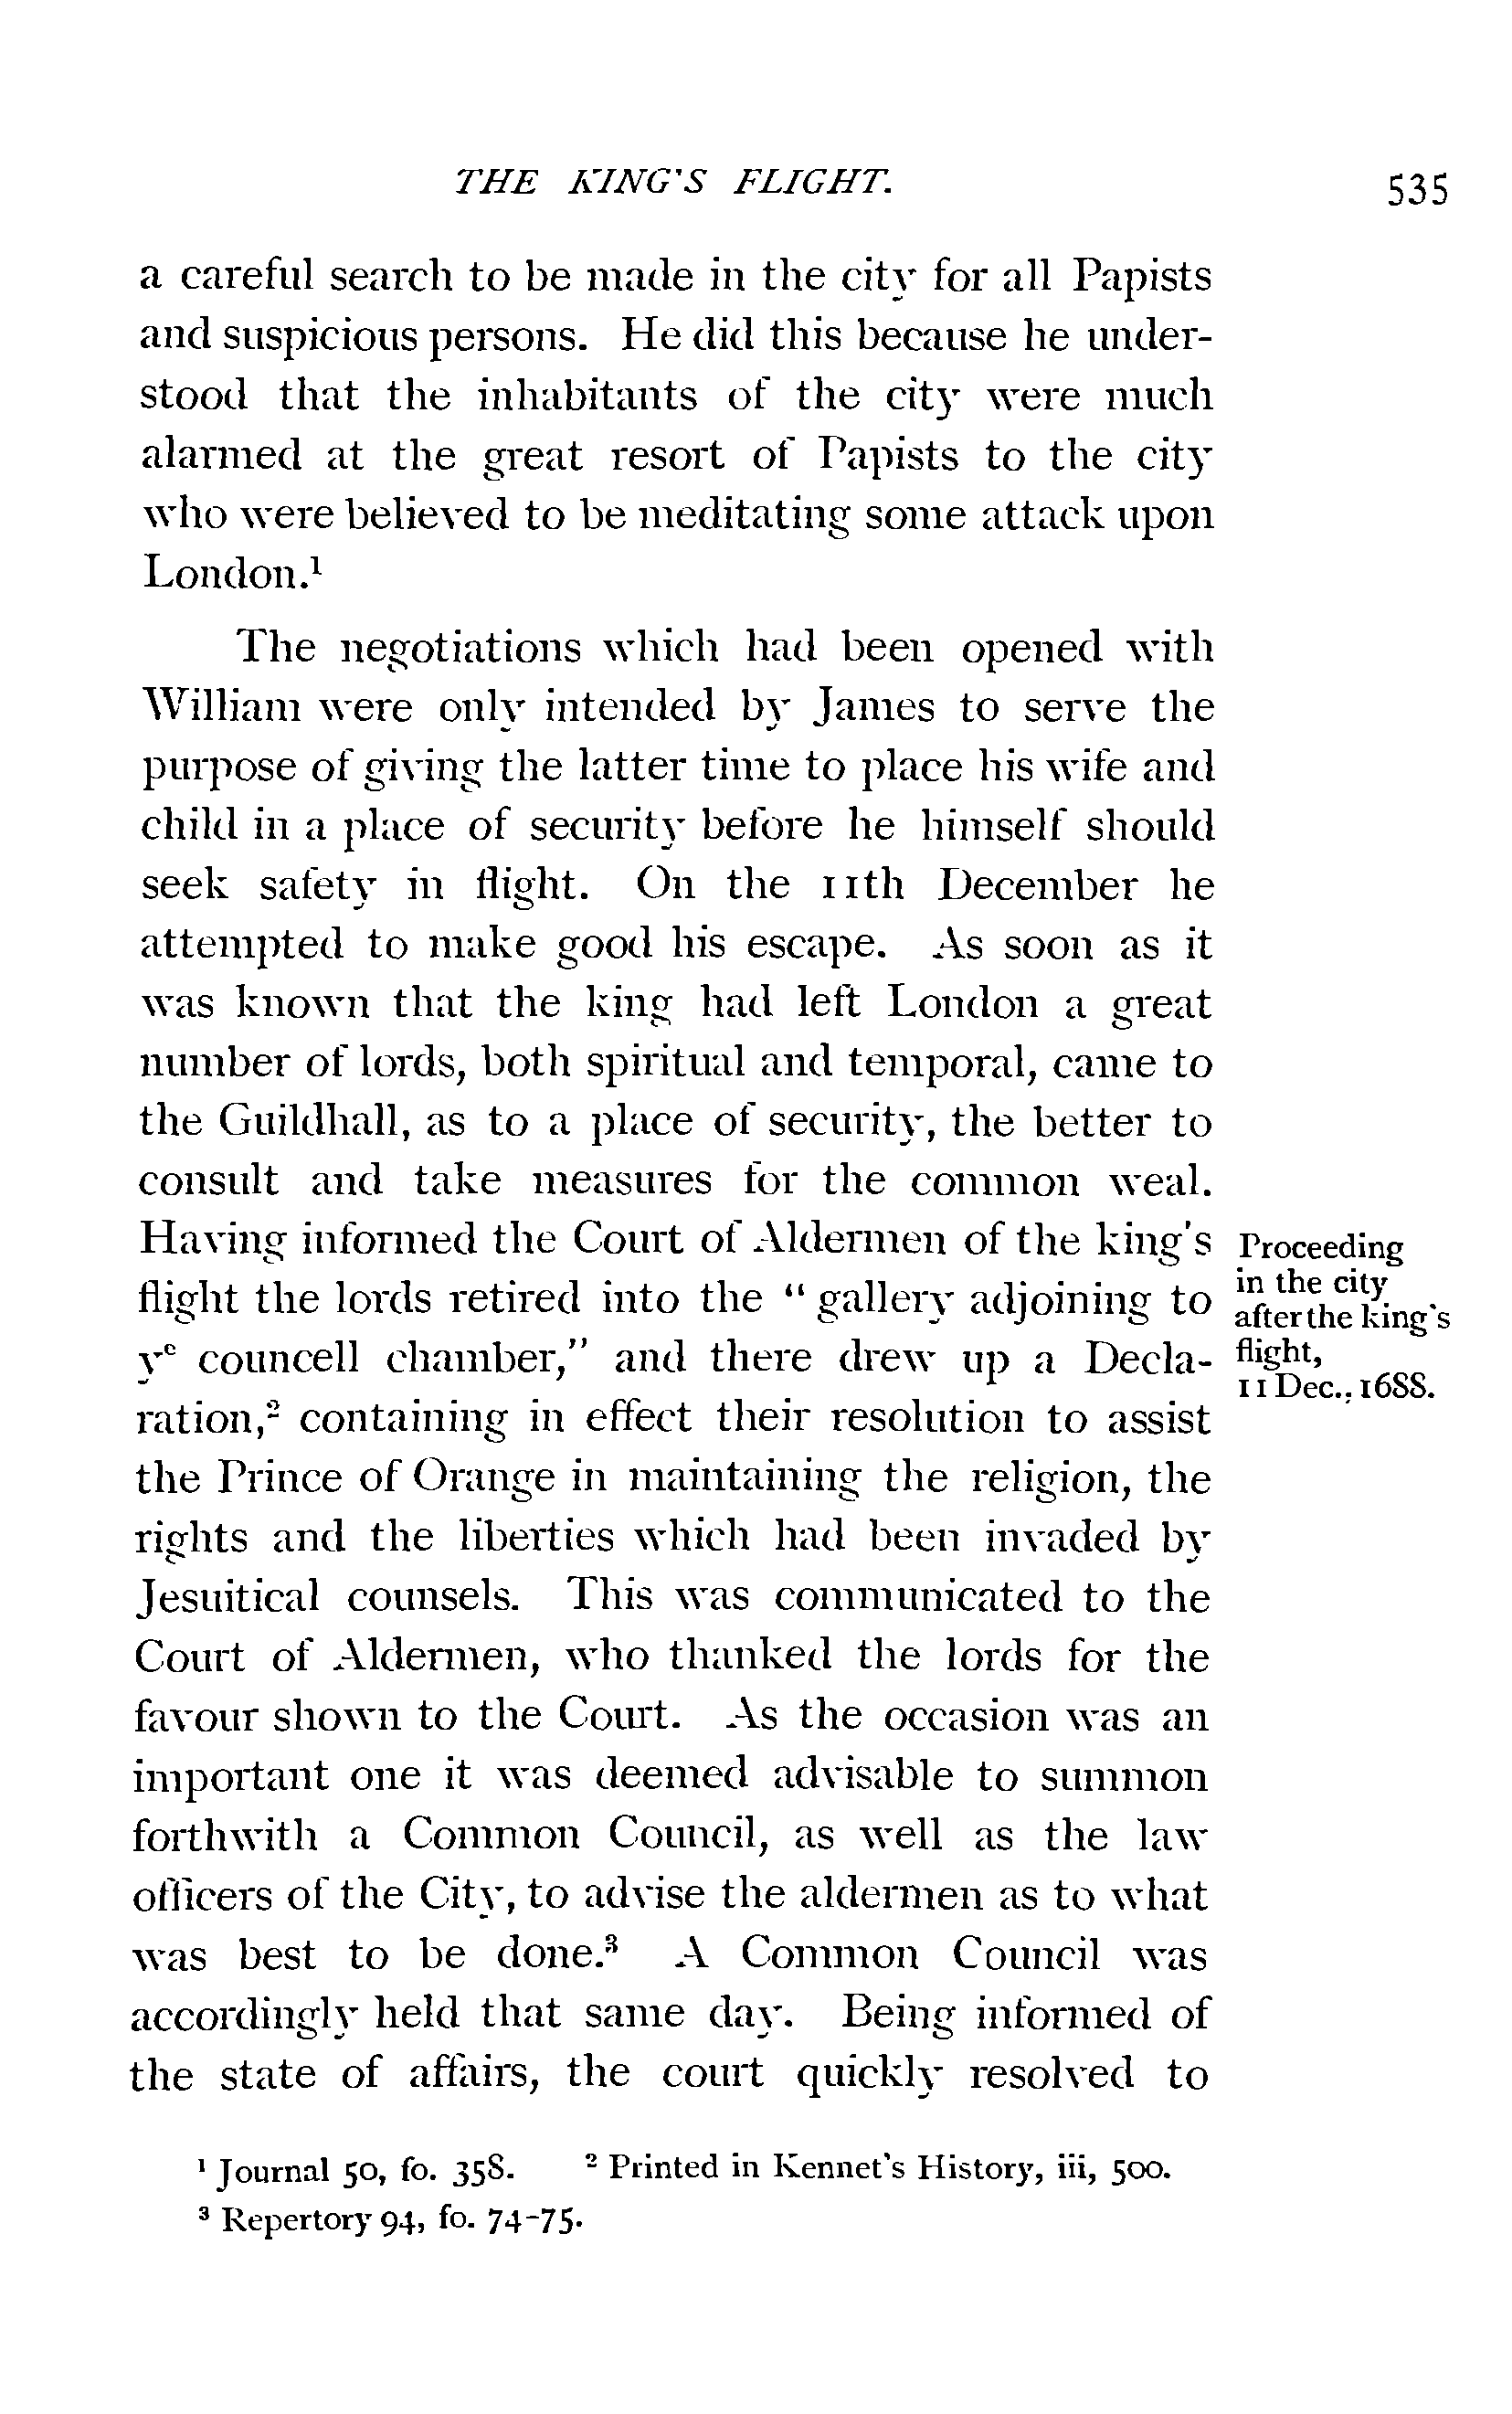 THE KING'S FLIGHT. 535
a careful search to be made in the city for all Papists
and suspicious persons. He did this because he under-
stood that the inhabitants of the city were much
alarmed at the great resort of Papists to the city
who were believed to be meditating some attack upon
London.¹
The negotiations which had been opened with
William were only intended by James to serve the
purpose of giving the latter time to place his wife and
child in a place of security before he himself should
seek safety in flight. On the 11th December he
attempted to make good his escape. As soon as it
was known that the king had left London a great
number of lords, both spiritual and temporal, came to
the Guildhall, as to a place of security, the better to
consult and take measures for the common weal.
Having informed the Court of Aldermen of the king's
flight the lords retired into the "gallery adjoining to
yᵉ councell chamber," and there drew up a Decla-
ration,² containing in effect their resolution to assist
the Prince of Orange in maintaining the religion, the
rights and the liberties which had been invaded by
Jesuitical counsels. This was communicated to the
Court of Aldermen, who thanked the lords for the
favour shown to the Court. As the occasion was an
important one it was deemed advisable to summon
forthwith a Common Council, as well as the law
officers of the City, to advise the aldermen as to what
was best to be done.³ A Common Council was
accordingly held that same day. Being informed of
the state of affairs, the court quickly resolved to
Proceeding
in the city
after the king's
flight,
11 Dec., 1688.
¹ Journal 50, fo. 358. ² Printed in Kennet's History, iii, 500.
³ Repertory 94, fo. 74-75.